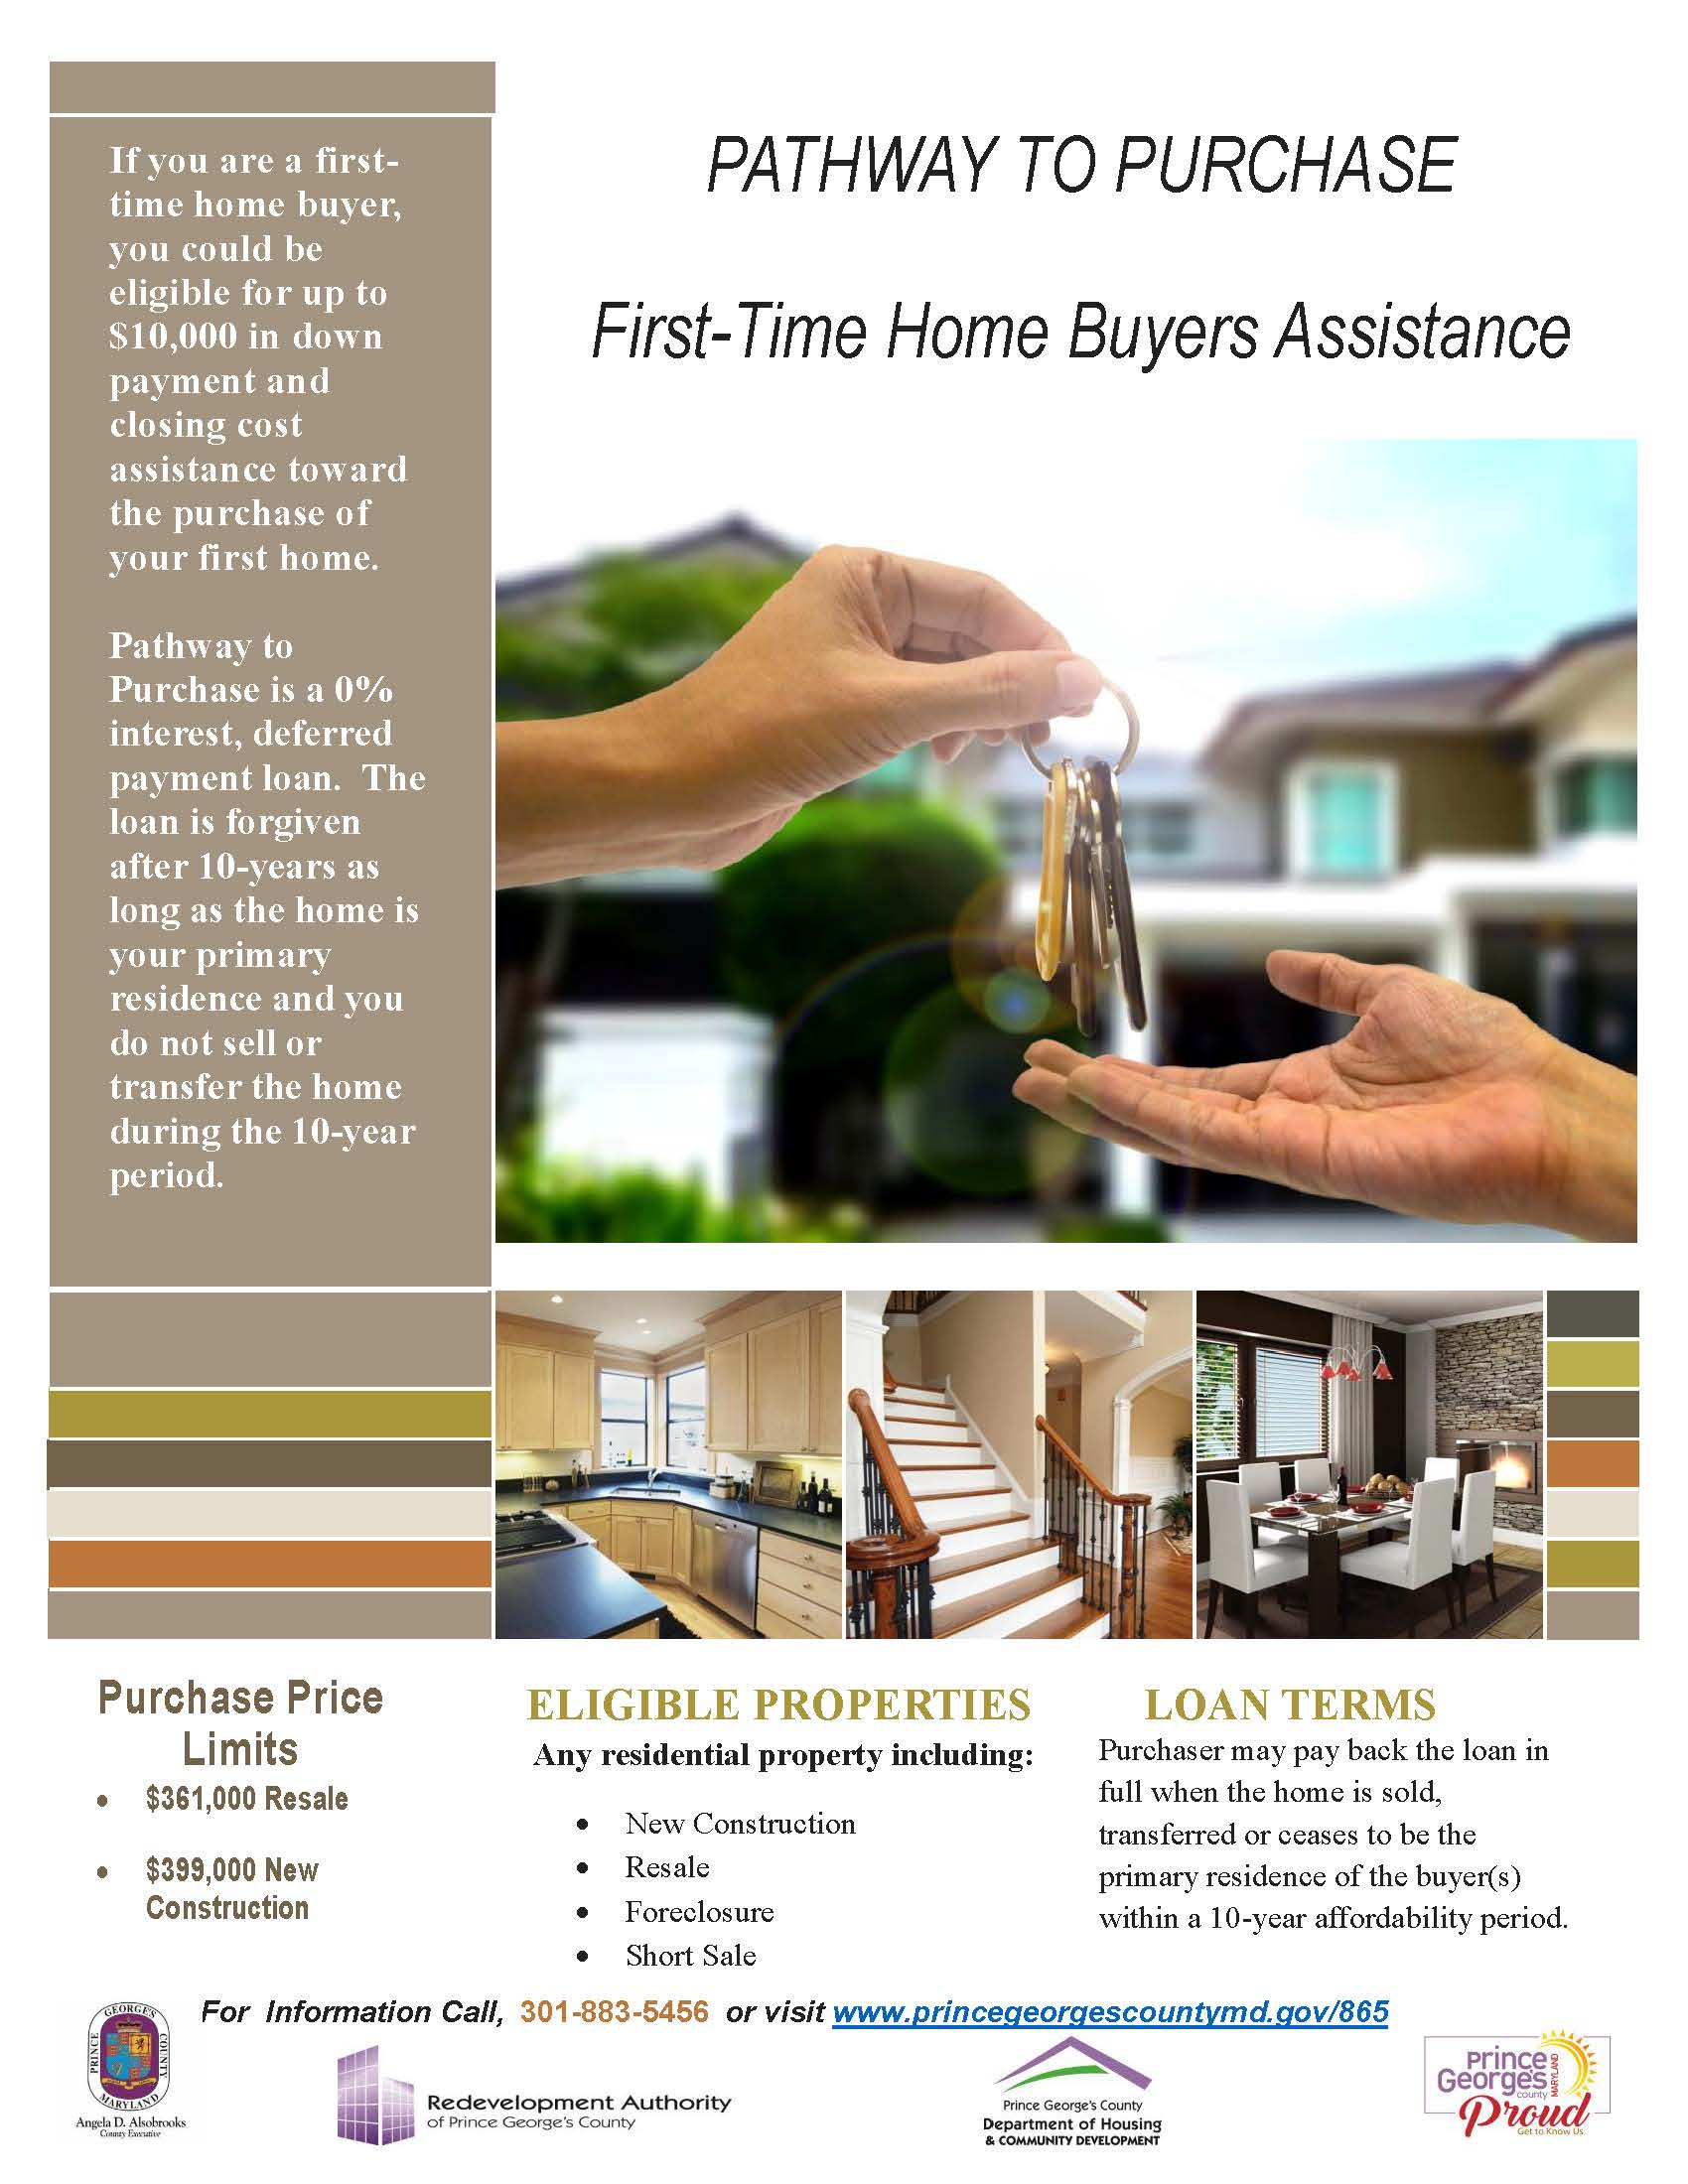 If you are a first-
time home buyer,
you could be
eligible for up to
$10,000 in down
payment and
closing cost
assistance toward
the purchase of
your first home.
Pathway to
Purchase is a 0%
interest, deferred
payment loan. The
loan is forgiven
after 10-years as
long as the home is
your primary
residence and you
do not sell or
transfer the home
during the 10-year
period.
PATHWAY TO PURCHASE
First-Time Home Buyers Assistance
Purchase Price
Limits
• $361,000 Resale
• $399,000 New
Construction
ELIGIBLE PROPERTIES
Any residential property including:
• New Construction
• Resale
• Foreclosure
• Short Sale
LOAN TERMS
Purchaser may pay back the loan in
full when the home is sold,
transferred or ceases to be the
primary residence of the buyer(s)
within a 10-year affordability period.
For Information Call, 301-883-5456 or visit www.princegeorgescountymd.gov/865
PRINCE GEORGE'S COUNTY
MARYLAND
Angela D. Alsobrooks
County Executive
Redevelopment Authority
of Prince George's County
Prince George's County
Department of Housing
& COMMUNITY DEVELOPMENT
Prince
George's
county
MARYLAND
Proud
Get to Know Us